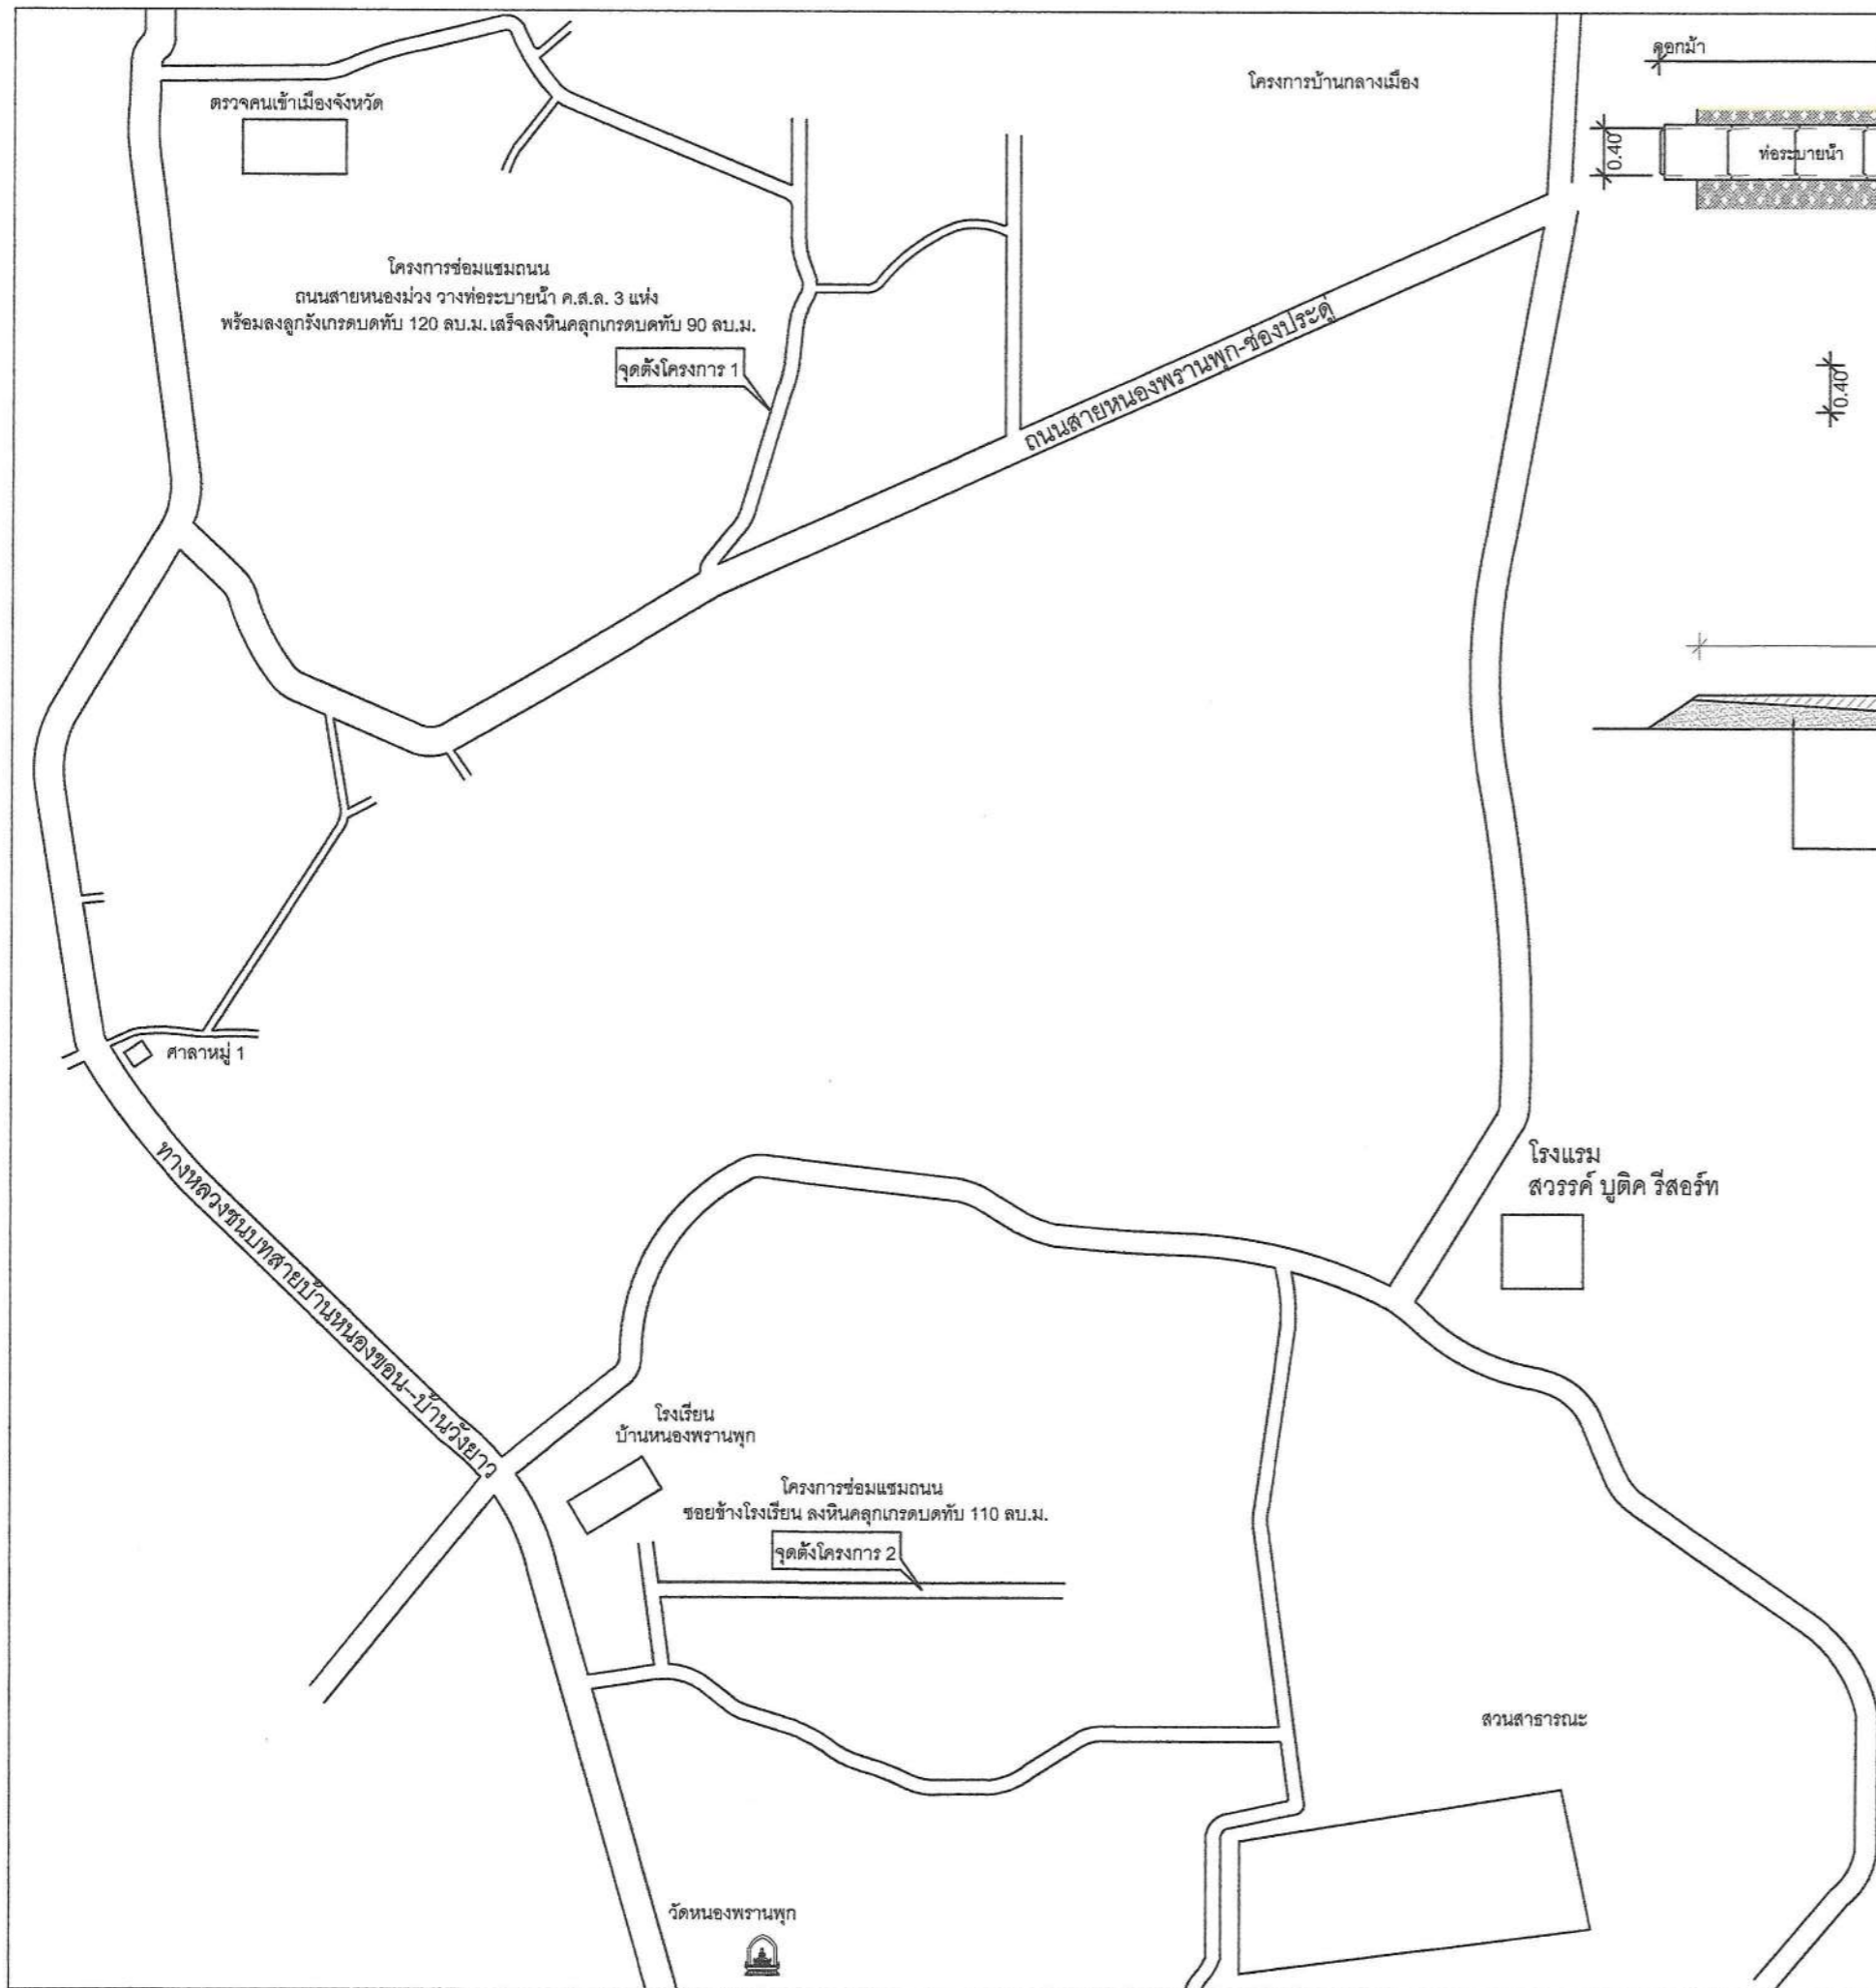 ตอกม้า
โครงการบ้านกลางเมือง
ตรวจคนเข้าเมืองจังหวัด
0.40
ท่อระบายน้ำ
โครงการซ่อมแซมถนน
ถนนสายหนองม่วง วางท่อระบายน้ำ ค.ส.ล. 3 แห่ง
พร้อมลงลูกรังเกรดบดทับ 120 ลบ.ม. เสร็จลงหินคลุกเกรดบดทับ 90 ลบ.ม.
จุดตั้งโครงการ 1
ถนนสายหนองพรานพุก-ช่องประดู่
0.40
ศาลาหมู่ 1
ทางหลวงชนบทสายบ้านหนองขอน--บ้านวังยาว
โรงแรม
สวรรค์ บูติค รีสอร์ท
โรงเรียน
บ้านหนองพรานพุก
โครงการซ่อมแซมถนน
ซอยข้างโรงเรียน ลงหินคลุกเกรดบดทับ 110 ลบ.ม.
จุดตั้งโครงการ 2
สวนสาธารณะ
วัดหนองพรานพุก